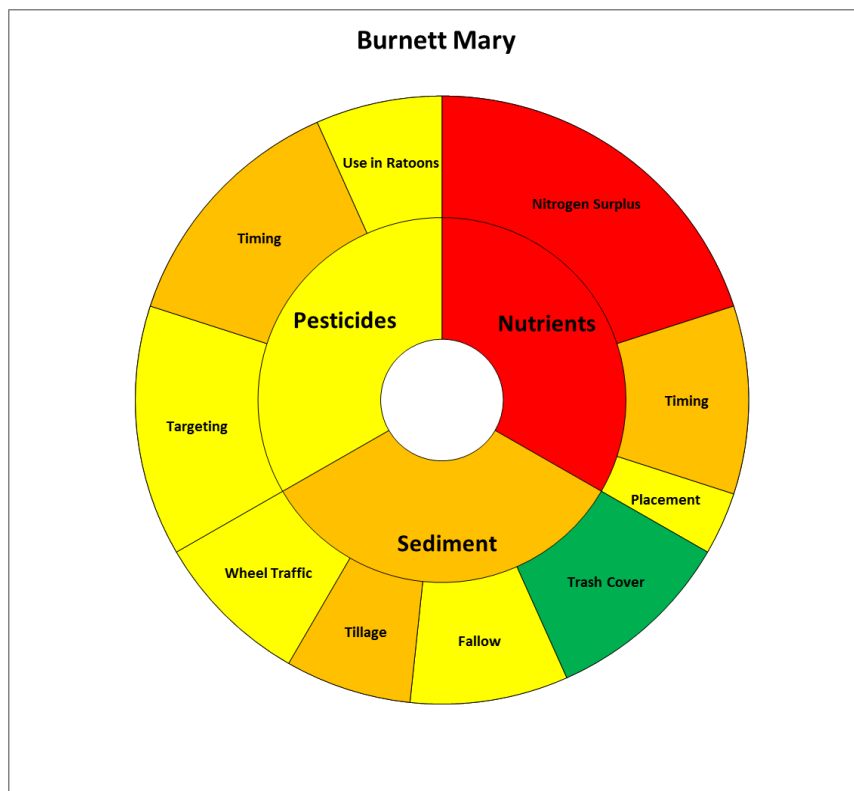 Burnett Mary
Use in Ratoons
Nitrogen Surplus
Timing
Pesticides
Nutrients
Timing
Targeting
Placement
Sediment
Wheel Traffic
Trash Cover
Tillage
Fallow